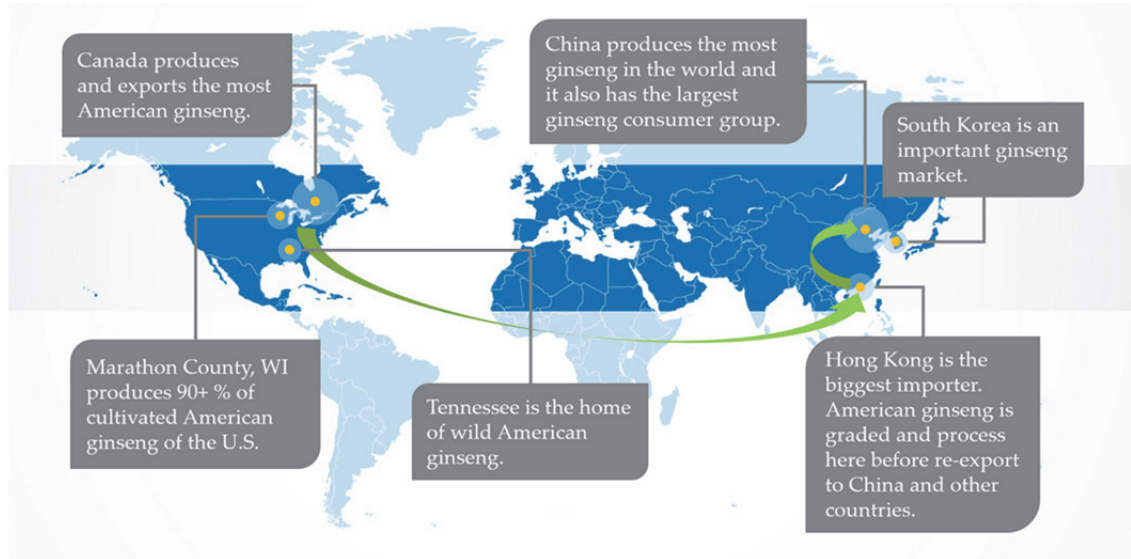 Canada produces
and exports the most
American ginseng.
China produces the most
ginseng in the world and
it also has the largest
ginseng consumer group.
South Korea is an
important ginseng
market.
Marathon County, WI
produces 90+ % of
cultivated American
ginseng of the U.S.
Tennessee is the home
of wild American
ginseng.
Hong Kong is the
biggest importer.
American ginseng is
graded and process
here before re-export
to China and other
countries.